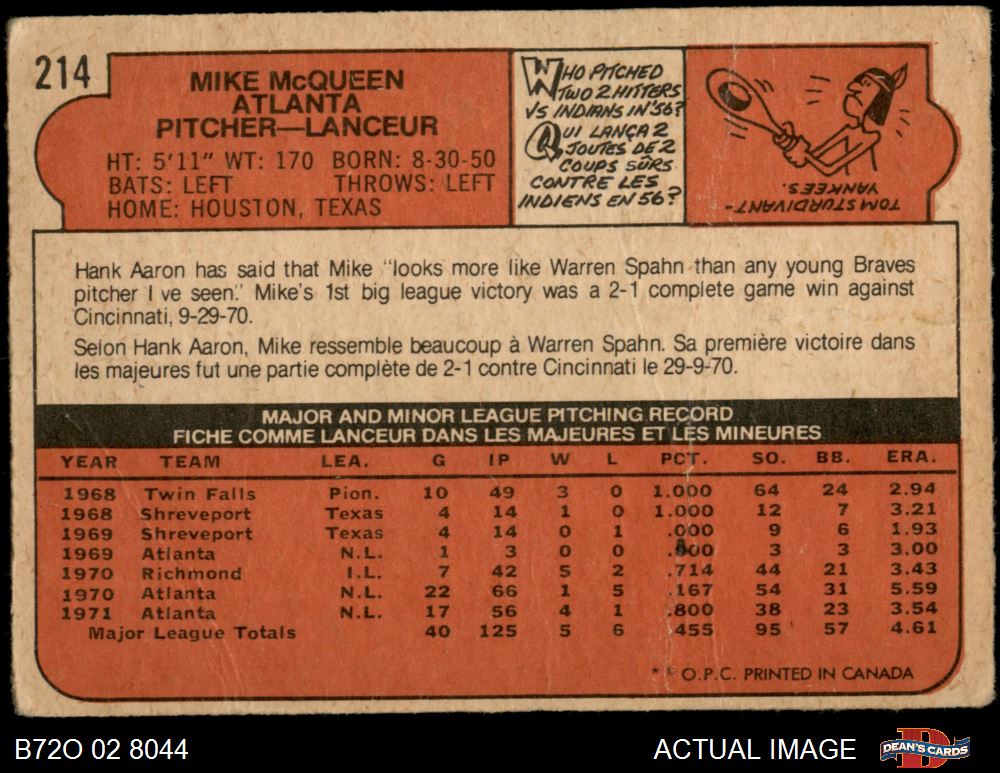 214
MIKE McQUEEN
ATLANTA
PITCHER—LANCEUR
HT: 5'11" WT: 170 BORN: 8-30-50
BATS: LEFT THROWS: LEFT
HOME: HOUSTON, TEXAS
WHO PITCHED
TWO 2 HITTERS
VS INDIANS IN '56?
QUI LANÇA 2
JOUTES DE 2
COUPS SÛRS
CONTRE LES
INDIENS EN 56?
TOM STURDIVANT-
YANKEES.
Hank Aaron has said that Mike "looks more like Warren Spahn than any young Braves
pitcher I ve seen." Mike's 1st big league victory was a 2-1 complete game win against
Cincinnati, 9-29-70.
Selon Hank Aaron, Mike ressemble beaucoup à Warren Spahn. Sa première victoire dans
les majeures fut une partie complète de 2-1 contre Cincinnati le 29-9-70.
MAJOR AND MINOR LEAGUE PITCHING RECORD
FICHE COMME LANCEUR DANS LES MAJEURES ET LES MINEURES
YEAR TEAM LEA. G IP W L PCT. SO. BB. ERA.
1968 Twin Falls Pion. 10 49 3 0 1.000 64 24 2.94
1968 Shreveport Texas 4 14 1 0 1.000 12 7 3.21
1969 Shreveport Texas 4 14 0 1 .000 9 6 1.93
1969 Atlanta N.L. 1 3 0 0 .000 3 3 3.00
1970 Richmond I.L. 7 42 5 2 .714 44 21 3.43
1970 Atlanta N.L. 22 66 1 5 .167 54 31 5.59
1971 Atlanta N.L. 17 56 4 1 .800 38 23 3.54
Major League Totals 40 125 5 6 .455 95 57 4.61
* © O.P.C. PRINTED IN CANADA
B72O 02 8044
ACTUAL IMAGE
DEAN'S CARDS